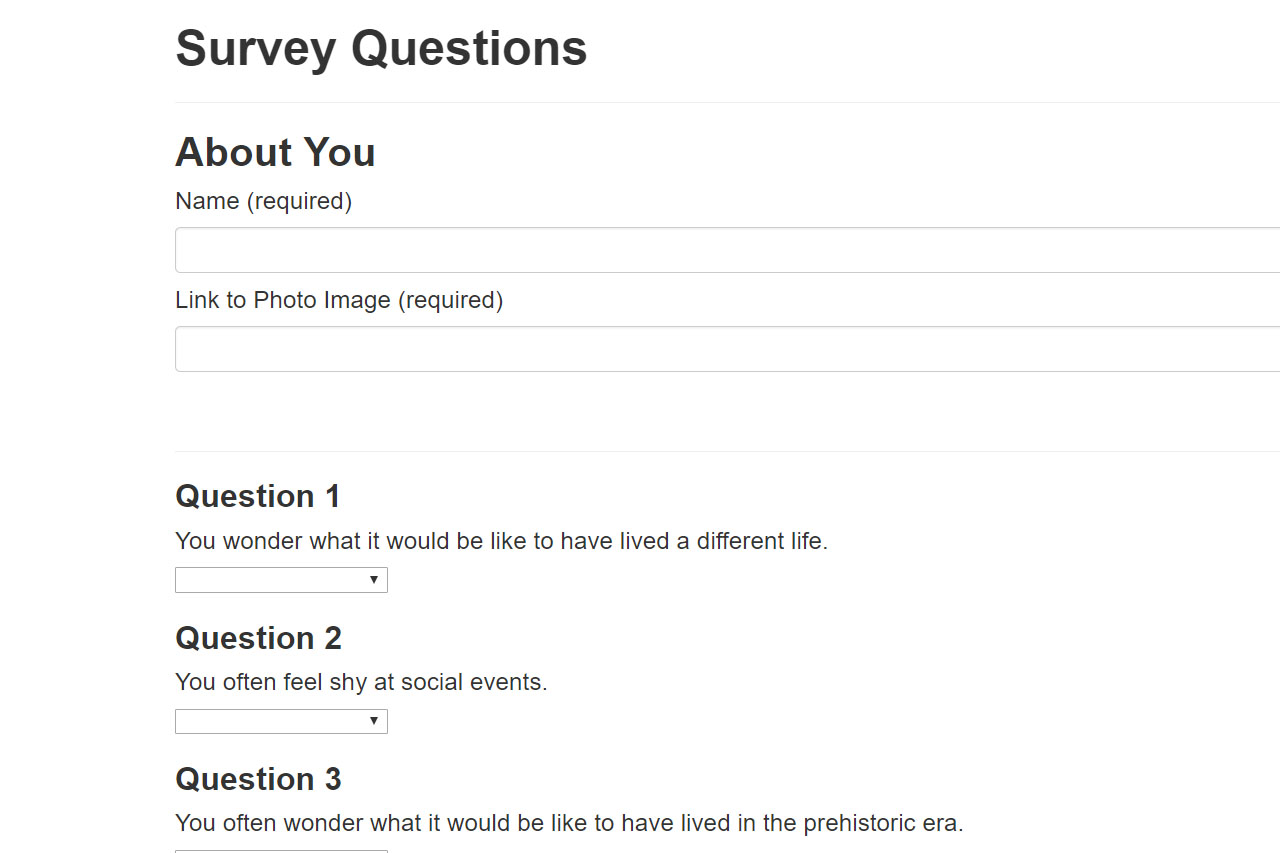 Survey Questions
About You
Name (required)
Link to Photo Image (required)
Question 1
You wonder what it would be like to have lived a different life.
Question 2
You often feel shy at social events.
Question 3
You often wonder what it would be like to have lived in the prehistoric era.